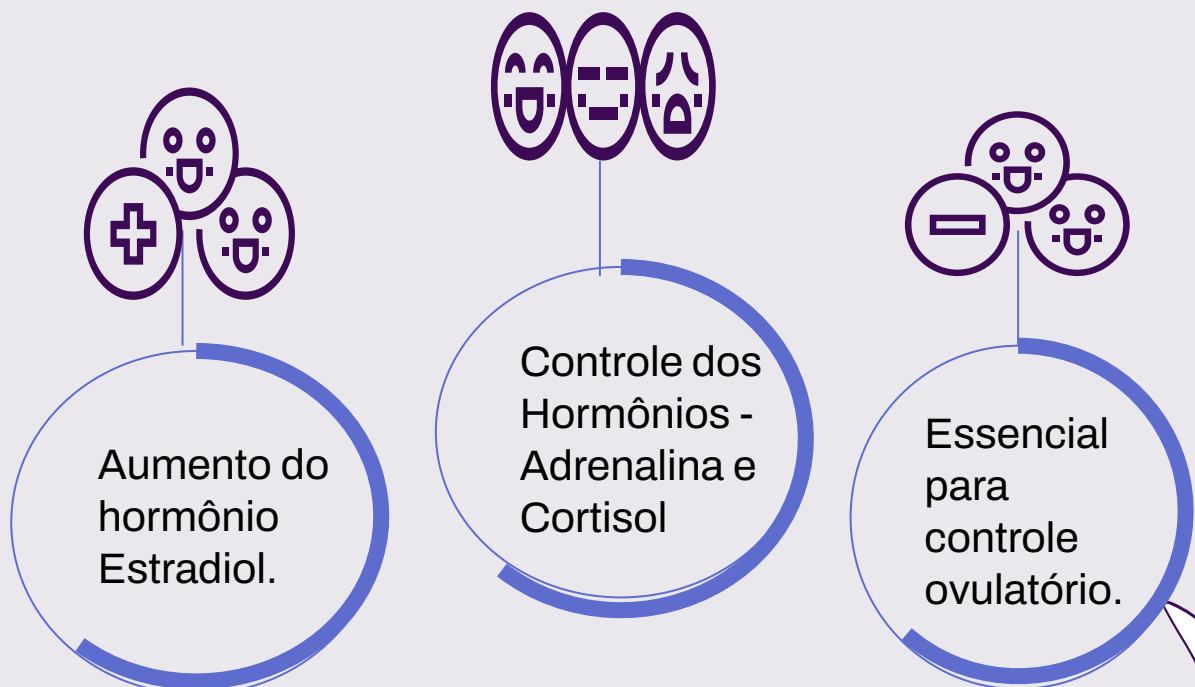 Aumento do
hormônio
Estradiol.
Controle dos
Hormônios -
Adrenalina e
Cortisol
Essencial
para
controle
ovulatório.